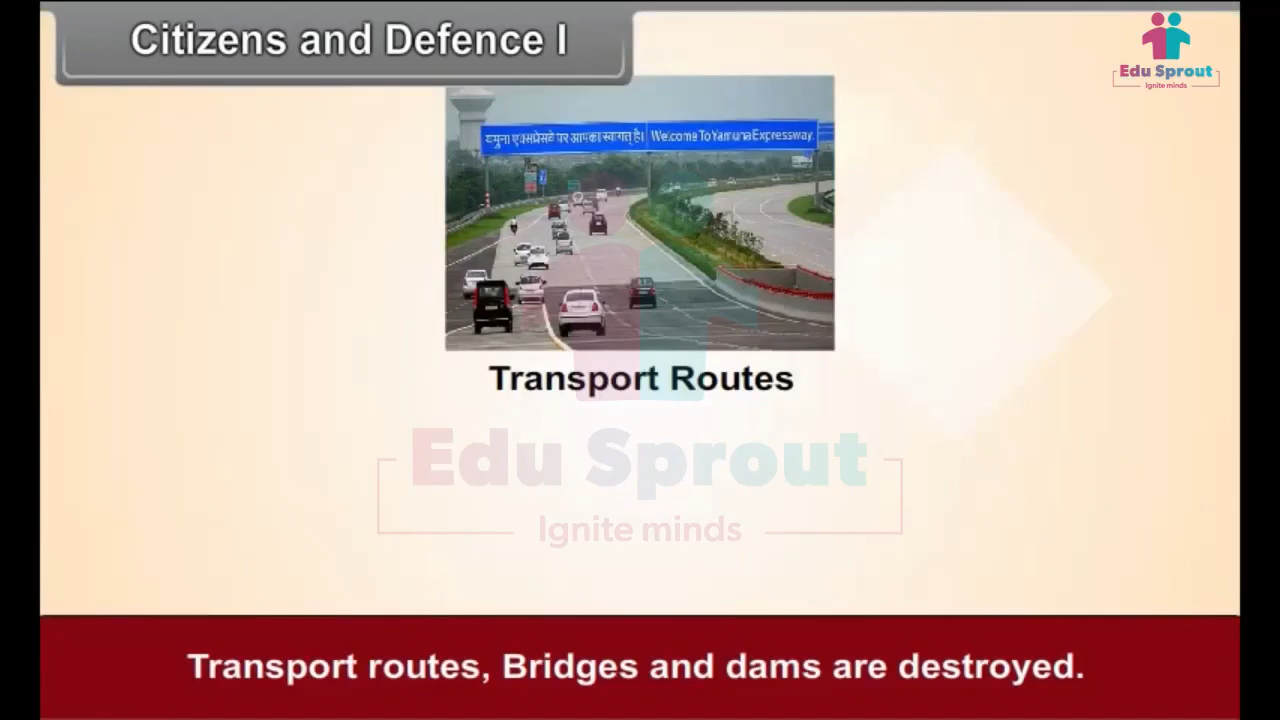 Citizens and Defence I
Edu Sprout
Ignite minds
यमुना एक्सप्रेसवे पर आपका स्वागत है। Welcome To Yamuna Expressway.
Transport Routes
Edu Sprout
Ignite minds
Transport routes, Bridges and dams are destroyed.